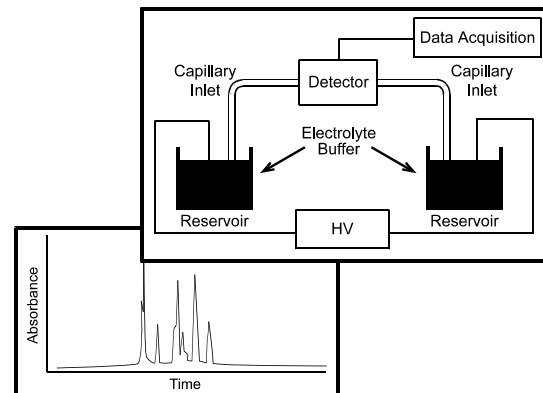 Data Acquisition
Capillary
Inlet
Detector
Capillary
Inlet
Electrolyte
Buffer
Reservoir
HV
Reservoir
Absorbance
Time